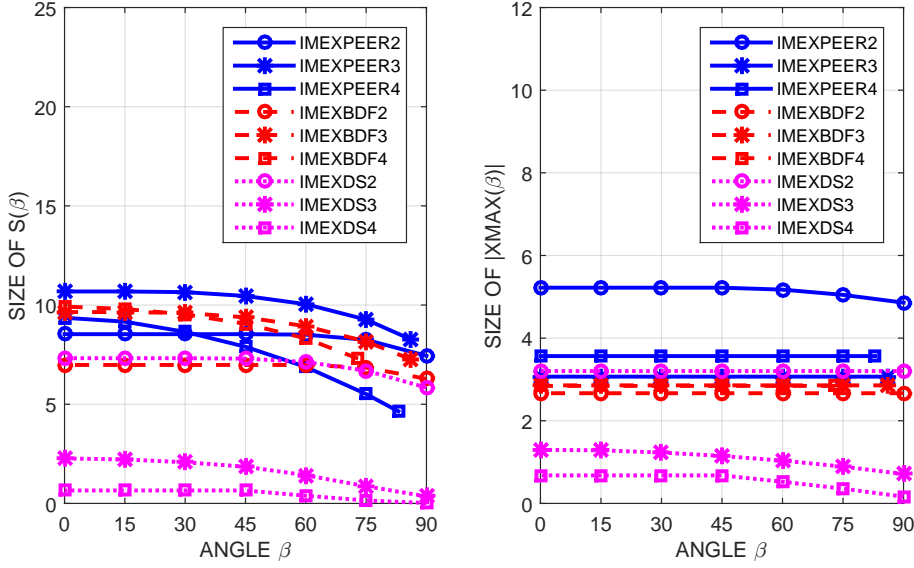 SIZE OF S(β)
25
20
15
10
5
0
IMEXPEER2
IMEXPEER3
IMEXPEER4
IMEXBDF2
IMEXBDF3
IMEXBDF4
IMEXDS2
IMEXDS3
IMEXDS4
0 15 30 45 60 75 90
ANGLE β
SIZE OF |XMAX(β)|
12
10
8
6
4
2
0
IMEXPEER2
IMEXPEER3
IMEXPEER4
IMEXBDF2
IMEXBDF3
IMEXBDF4
IMEXDS2
IMEXDS3
IMEXDS4
0 15 30 45 60 75 90
ANGLE β